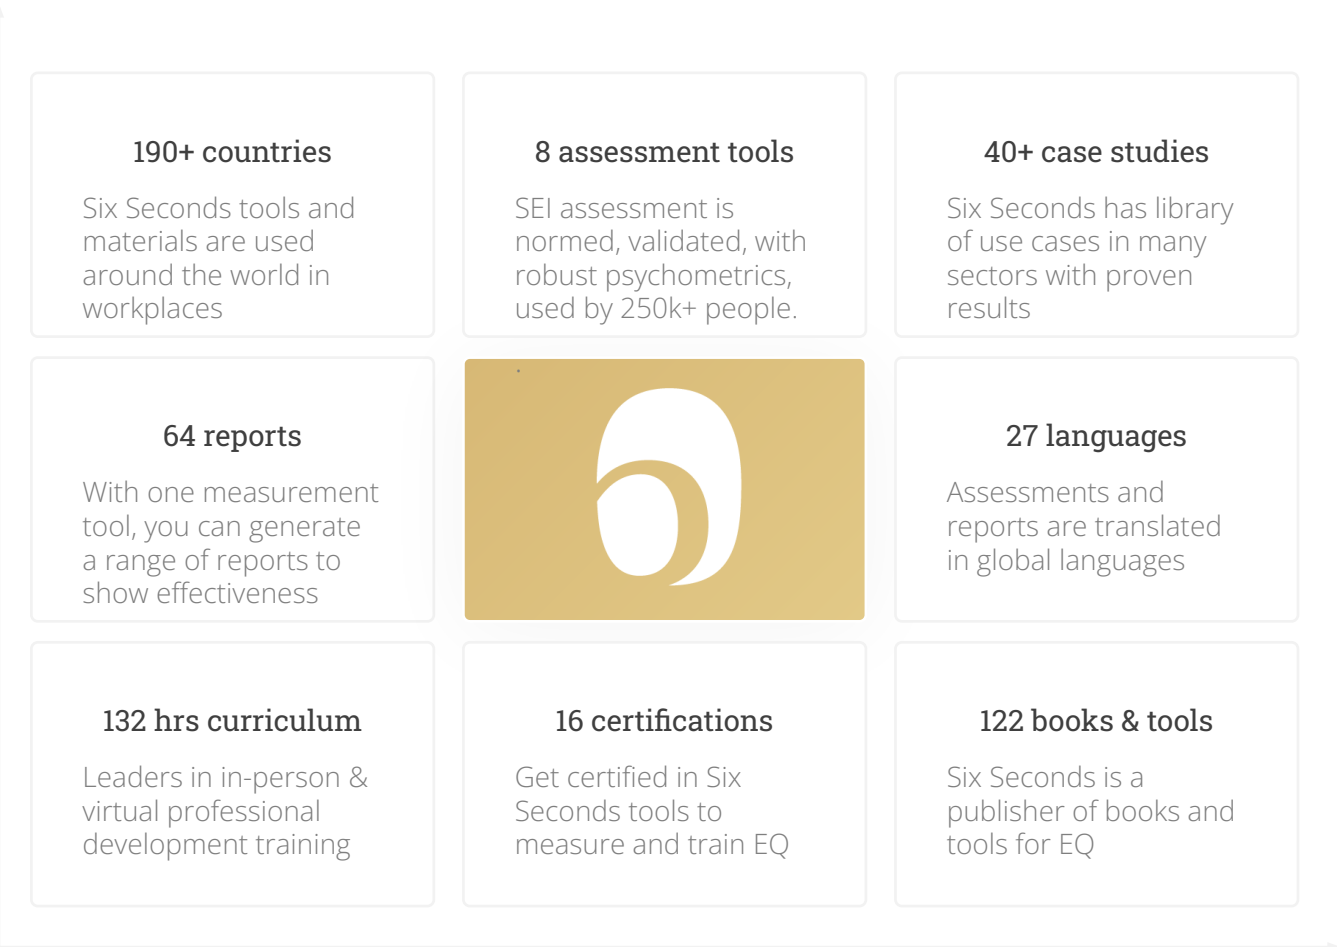 190+ countries
Six Seconds tools and
materials are used
around the world in
workplaces
8 assessment tools
SEI assessment is
normed, validated, with
robust psychometrics,
used by 250k+ people.
40+ case studies
Six Seconds has library
of use cases in many
sectors with proven
results
64 reports
With one measurement
tool, you can generate
a range of reports to
show effectiveness
6
27 languages
Assessments and
reports are translated
in global languages
132 hrs curriculum
Leaders in in-person &
virtual professional
development training
16 certifications
Get certified in Six
Seconds tools to
measure and train EQ
122 books & tools
Six Seconds is a
publisher of books and
tools for EQ